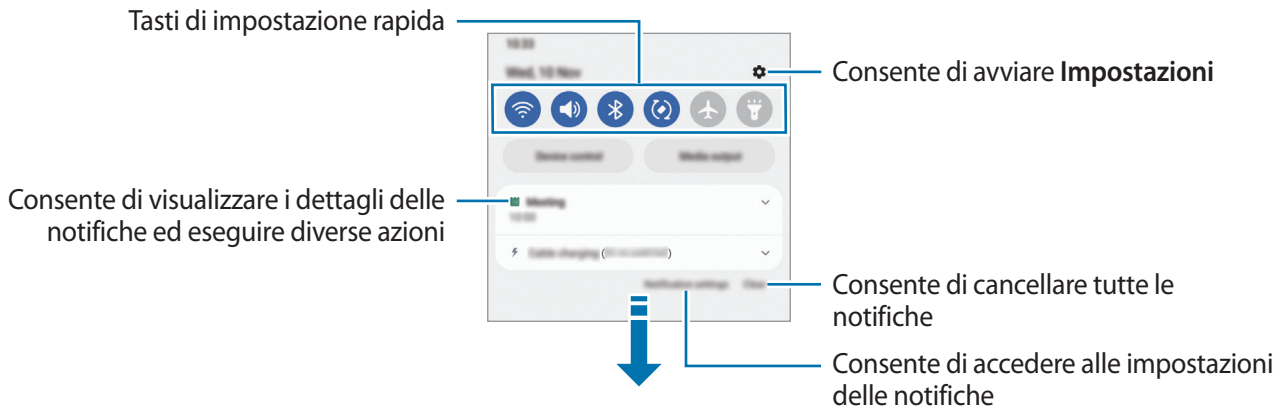 Tasti di impostazione rapida
10:33
Wed, 10 Nov
Consente di avviare Impostazioni
Device control
Media output
Consente di visualizzare i dettagli delle
notifiche ed eseguire diverse azioni
Meeting
10:00
Cable charging (
)
Notification settings
Clear
Consente di cancellare tutte le
notifiche
Consente di accedere alle impostazioni
delle notifiche